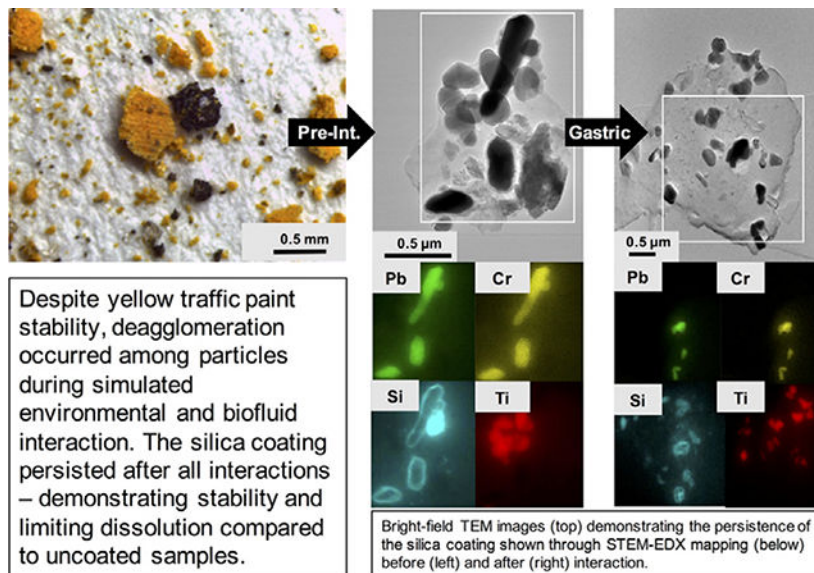 Pre-Int.
Gastric
0.5 mm
0.5 µm
0.5 µm
Pb
Cr
Si
Ti
Pb
Cr
Si
Ti
Despite yellow traffic paint
stability, deagglomeration
occurred among particles
during simulated
environmental and biofluid
interaction. The silica coating
persisted after all interactions
– demonstrating stability and
limiting dissolution compared
to uncoated samples.
Bright-field TEM images (top) demonstrating the persistence of
the silica coating shown through STEM-EDX mapping (below)
before (left) and after (right) interaction.